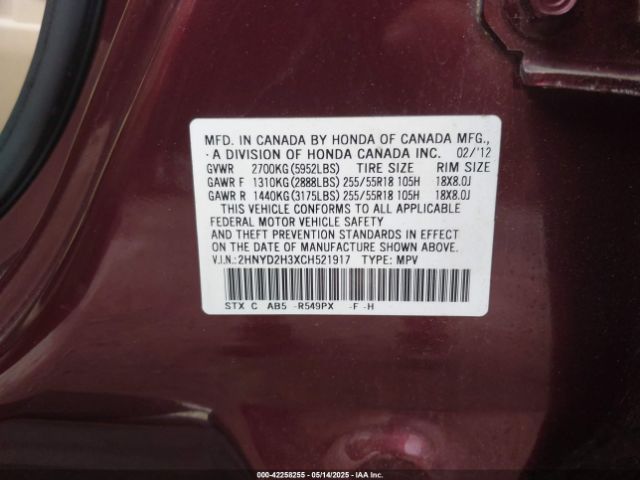 MFD. IN CANADA BY HONDA OF CANADA MFG.,
A DIVISION OF HONDA CANADA INC. 02/'12
GVWR 2700KG(5952LBS) TIRE SIZE RIM SIZE
GAWR F 1310KG(2888LBS) 255/55R18 105H 18X8.0J
GAWR R 1440KG(3175LBS) 255/55R18 105H 18X8.0J
THIS VEHICLE CONFORMS TO ALL APPLICABLE
FEDERAL MOTOR VEHICLE SAFETY
AND THEFT PREVENTION STANDARDS IN EFFECT
ON THE DATE OF MANUFACTURE SHOWN ABOVE.
V.I.N.: 2HNYD2H3XCH521917 TYPE: MPV
STX C AB5 -R549PX -F -H
000-42258255 - 05/14/2025 - IAA Inc.